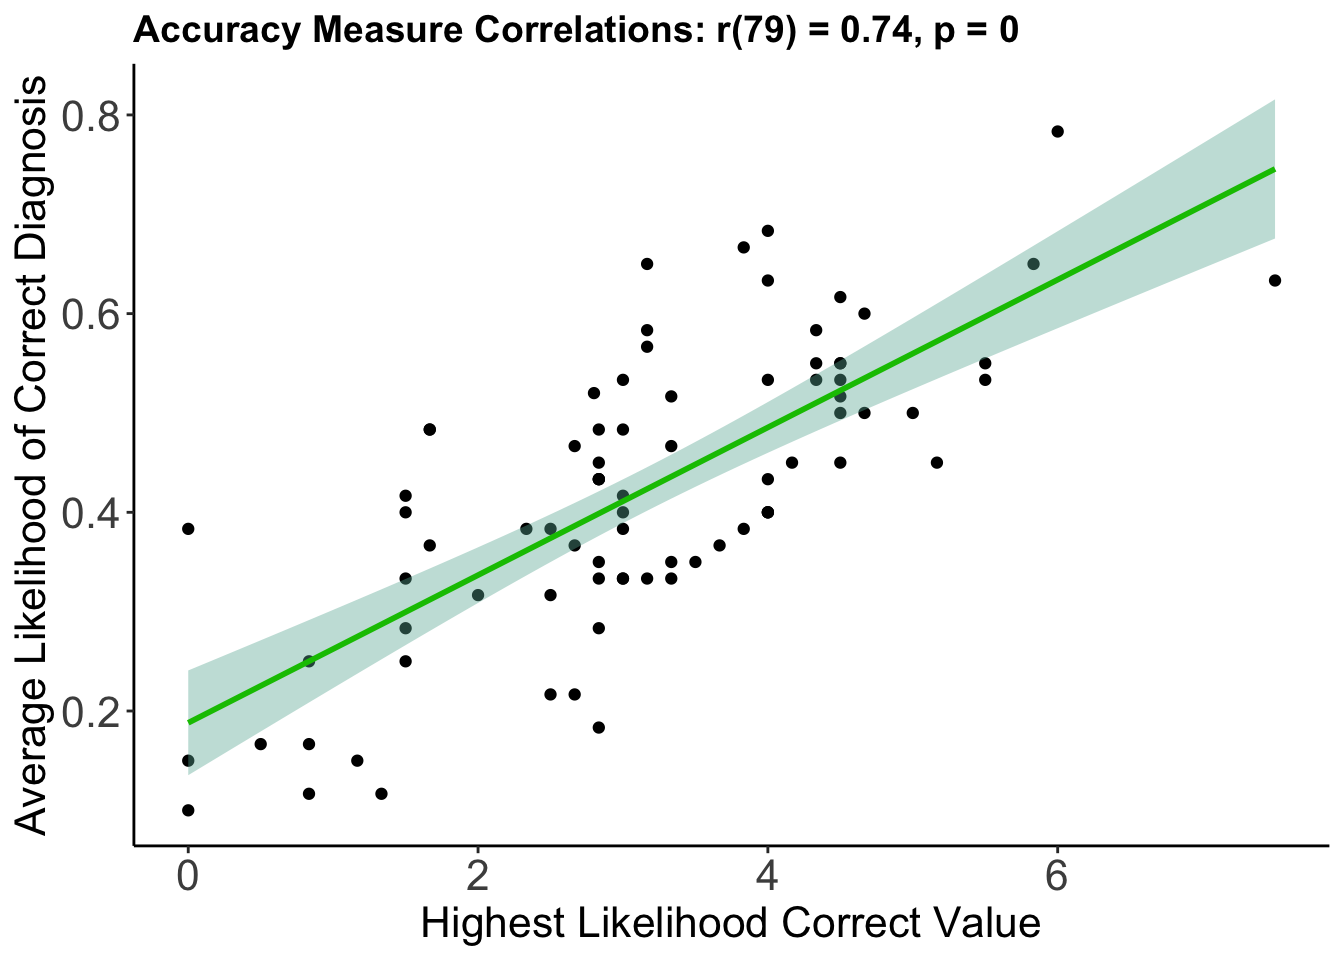 Accuracy Measure Correlations: r(79) = 0.74, p = 0
Average Likelihood of Correct Diagnosis
0.8
0.6
0.4
0.2
0 2 4 6
Highest Likelihood Correct Value